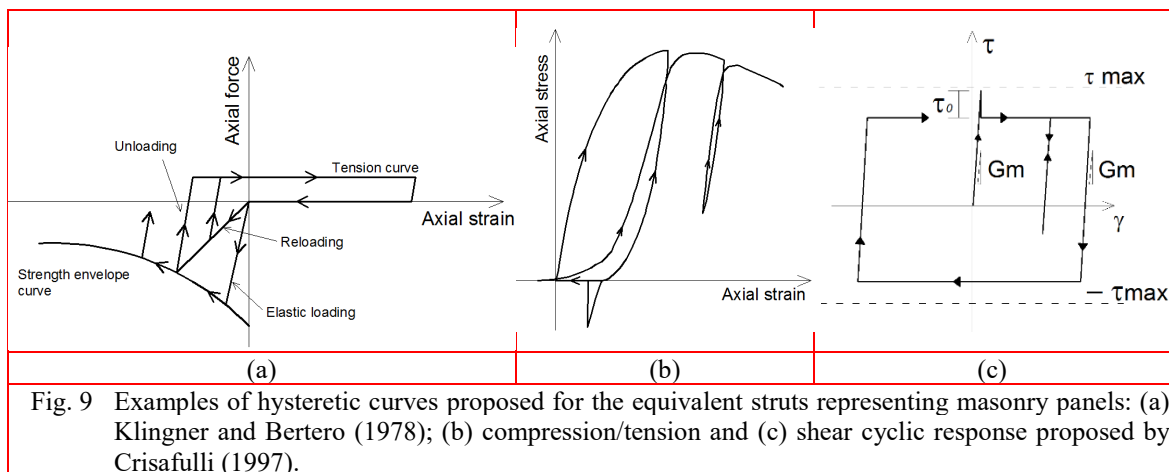 Axial force
Unloading
Tension curve
Axial strain
Reloading
Strength envelope
curve
Elastic loading
Axial stress
Axial strain
τ
τ max
τ₀
Gm
Gm
γ
− τmax
(a)
(b)
(c)
Fig. 9 Examples of hysteretic curves proposed for the equivalent struts representing masonry panels: (a)
Klingner and Bertero (1978); (b) compression/tension and (c) shear cyclic response proposed by
Crisafulli (1997).